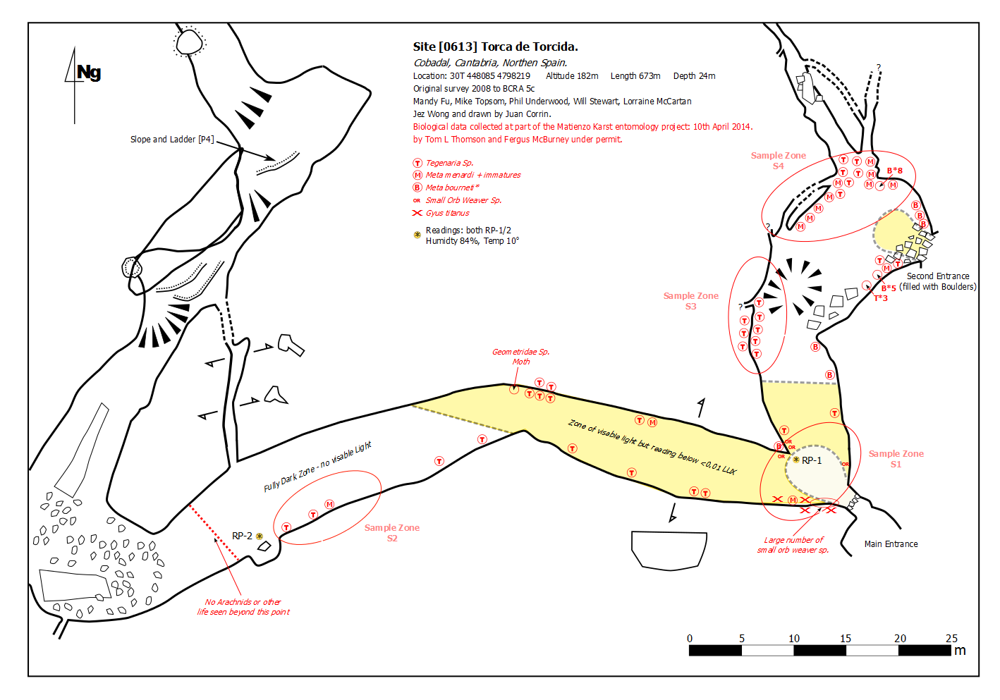 Site [0613] Torca de Torcida.
Cobadal, Cantabria, Northen Spain.
Location: 30T 448085 4798219 Altitude 182m Length 673m Depth 24m
Original survey 2008 to BCRA 5c
Mandy Fu, Mike Topsom, Phil Underwood, Will Stewart, Lorraine McCartan
Jez Wong and drawn by Juan Corrin.
Biological data collected at part of the Matienzo Karst entomology project: 10th April 2014.
by Tom L Thomson and Fergus McBurney under permit.
T Tegenaria Sp.
M Meta menardi + immatures
B Meta bourneti*
OR Small Orb Weaver Sp.
Gyus titanus
Readings: both RP-1/2
Humidity 84%, Temp 10°
Ng
Slope and Ladder [P4]
?
Sample Zone
S4
T T M
T T M
M T M M
B*8
M T
M
M
M
?
B
B
B
T T
M
Second Entrance
(filled with Boulders)
B*5
T*3
Sample Zone
S3
?
T
T T
T T
T T
T
B
B
Geometridae Sp.
Moth
T T
T T T
T M
T
T
B
OR
OR
OR
OR
RP-1
Sample Zone
S1
Zone of visable light but reading below <0,01 LUX
T
T
T T
M
Large number of
small orb weaver sp.
Main Entrance
Fully Dark Zone - no visable Light
T
T
M
T
T
Sample Zone
S2
RP-2
No Arachnids or other
life seen beyond this point
0 5 10 15 20 25
m